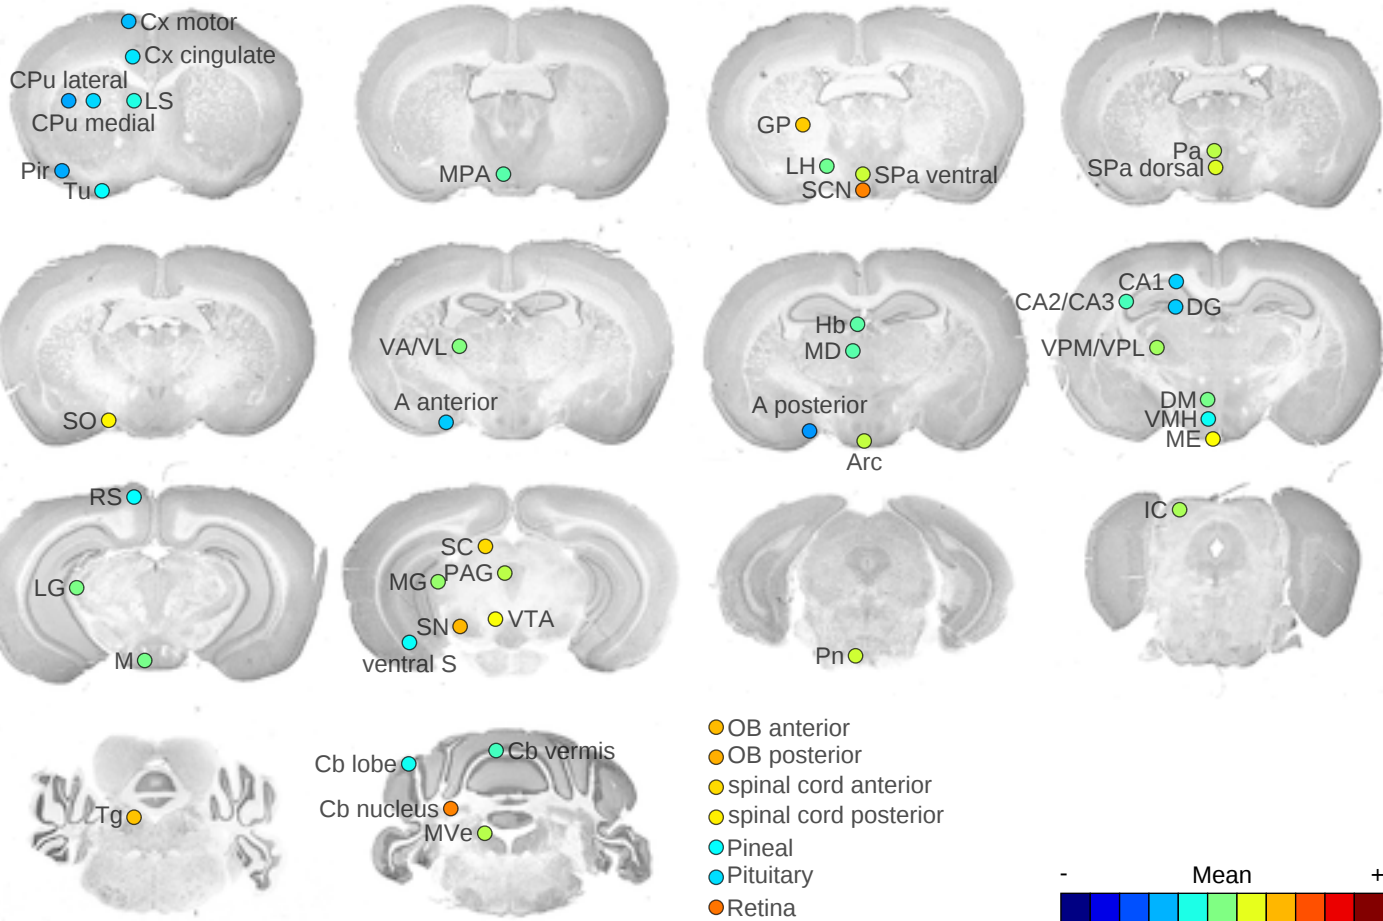 Cx motor
Cx cingulate
CPu lateral
LS
CPu medial
Pir
Tu
MPA
GP
LH
SPa ventral
SCN
Pa
SPa dorsal
SO
VA/VL
A anterior
Hb
MD
A posterior
Arc
CA1
CA2/CA3
DG
VPM/VPL
DM
VMH
ME
RS
LG
M
SC
PAG
MG
SN
VTA
ventral S
Pn
IC
Tg
Cb lobe
Cb vermis
Cb nucleus
MVe
OB anterior
OB posterior
spinal cord anterior
spinal cord posterior
Pineal
Pituitary
Retina
- Mean +